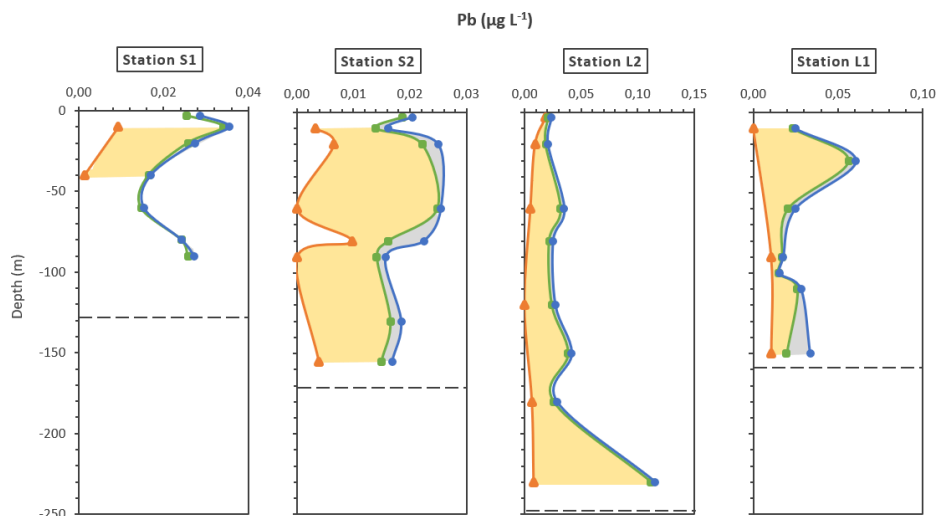 Pb (µg L⁻¹)
Station S1
Station S2
Station L2
Station L1
0,00 0,02 0,04
0,00 0,01 0,02 0,03
0,00 0,05 0,10 0,15
0,00 0,05 0,10
Depth (m)
0
-50
-100
-150
-200
-250